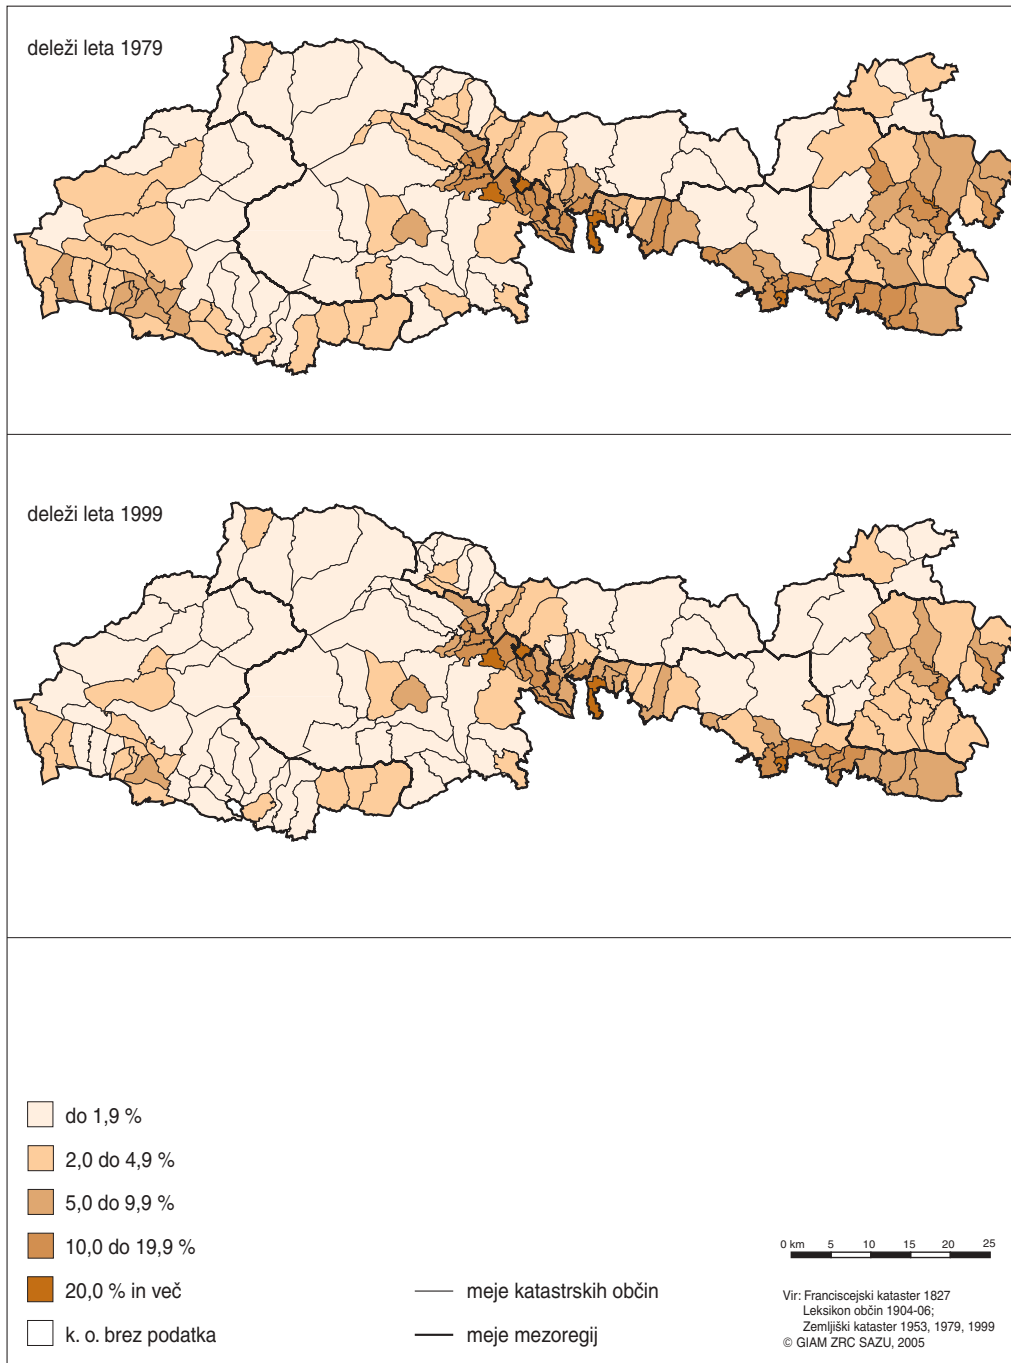 deleži leta 1979
deleži leta 1999
do 1,9 %
2,0 do 4,9 %
5,0 do 9,9 %
10,0 do 19,9 %
20,0 % in več
k. o. brez podatka
meje katastrskih občin
meje mezoregij
0 km 5 10 15 20 25
Vir: Franciscejski kataster 1827
Leksikon občin 1904-06;
Zemljiški kataster 1953, 1979, 1999
© GIAM ZRC SAZU, 2005